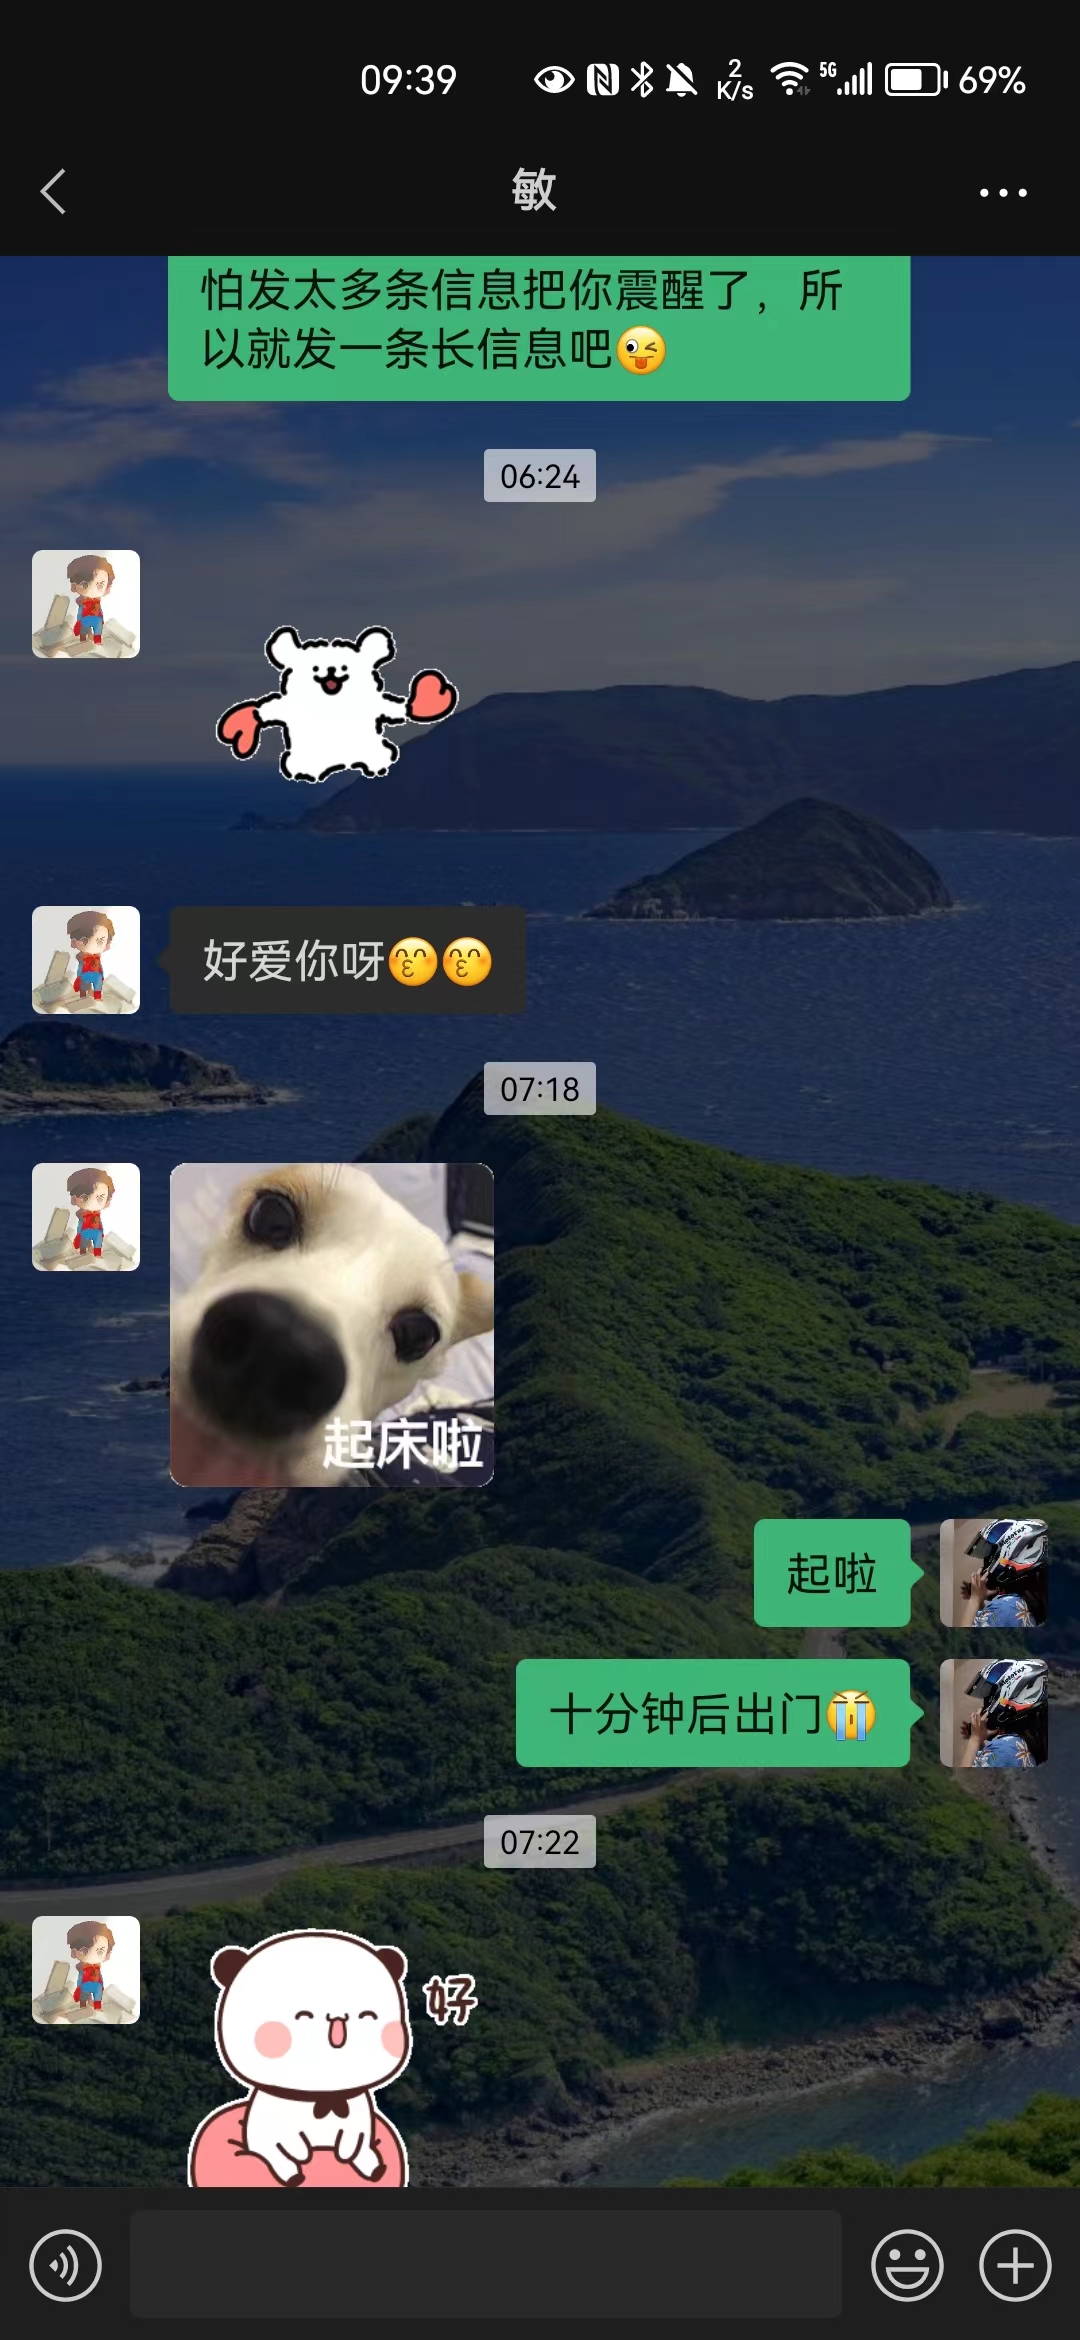 09:39
2
K/s
5G
69%
敏
怕发太多条信息把你震醒了，所
以就发一条长信息吧😜
06:24
好爱你呀😙😙
07:18
起床啦
起啦
十分钟后出门😭
07:22
好